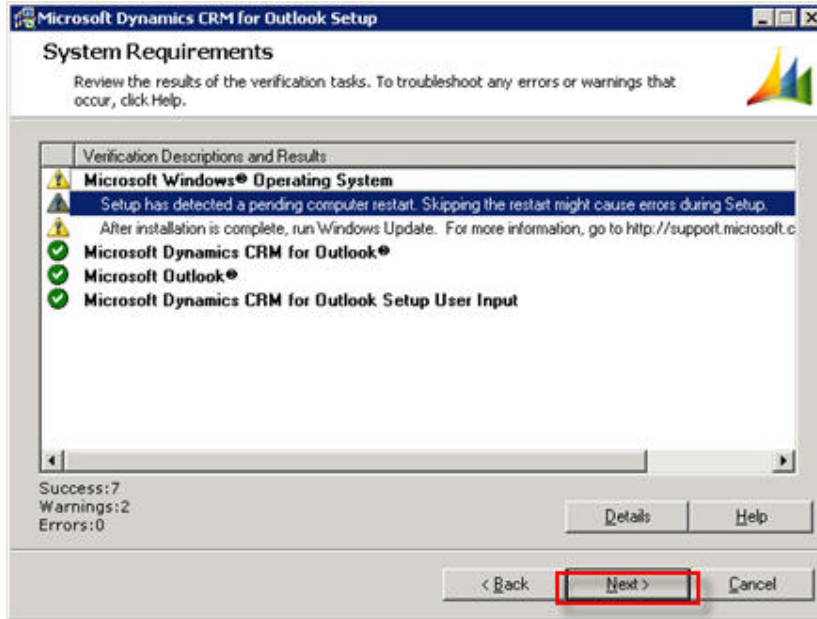 Microsoft Dynamics CRM for Outlook Setup
System Requirements
Review the results of the verification tasks. To troubleshoot any errors or warnings that
occur, click Help.
Verification Descriptions and Results
Microsoft Windows® Operating System
Setup has detected a pending computer restart. Skipping the restart might cause errors during Setup.
After installation is complete, run Windows Update. For more information, go to http://support.microsoft.c
Microsoft Dynamics CRM for Outlook®
Microsoft Outlook®
Microsoft Dynamics CRM for Outlook Setup User Input
Success:7
Warnings:2
Errors:0
Details
Help
< Back
Next >
Cancel